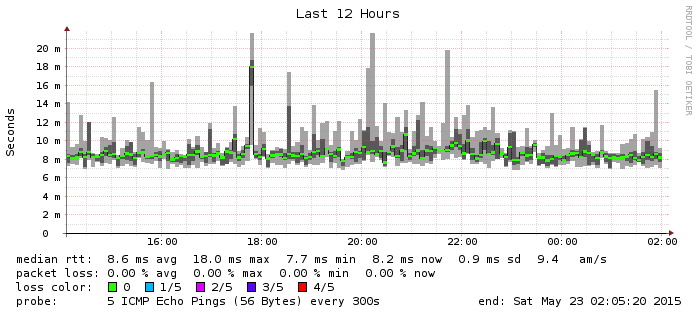 Last 12 Hours
RRDTOOL / TOBI OETIKER
Seconds
20 m
18 m
16 m
14 m
12 m
10 m
8 m
6 m
4 m
2 m
0
16:00 18:00 20:00 22:00 00:00 02:00
median rtt: 8.6 ms avg 18.0 ms max 7.7 ms min 8.2 ms now 0.9 ms sd 9.4 am/s
packet loss: 0.00 % avg 0.00 % max 0.00 % min 0.00 % now
loss color: 0 1/5 2/5 3/5 4/5
probe: 5 ICMP Echo Pings (56 Bytes) every 300s end: Sat May 23 02:05:20 2015